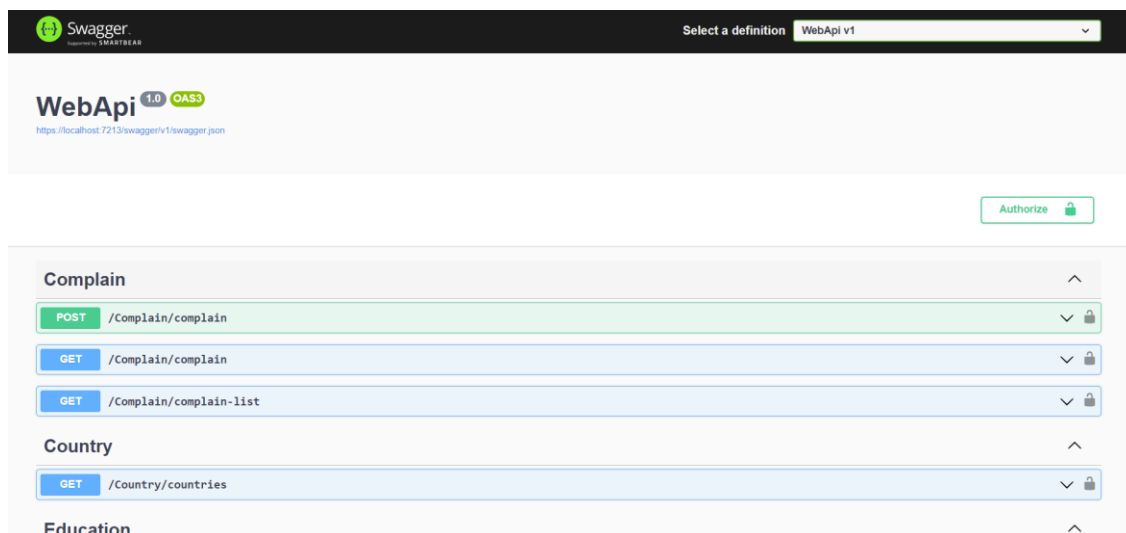 Swagger.
Supported by SMARTBEAR
Select a definition
WebApi v1
WebApi 1.0 OAS3
https://localhost:7213/swagger/v1/swagger.json
Authorize
Complain
POST /Complain/complain
GET /Complain/complain
GET /Complain/complain-list
Country
GET /Country/countries
Education